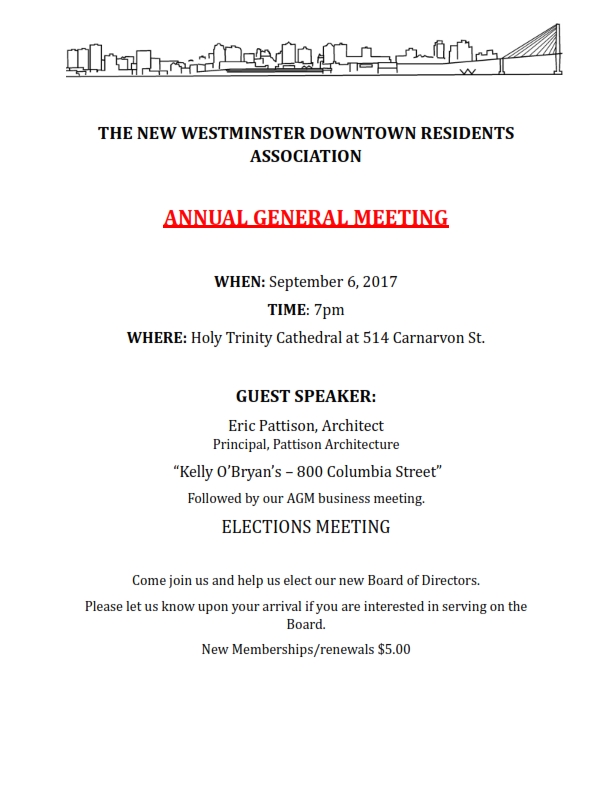 THE NEW WESTMINSTER DOWNTOWN RESIDENTS
ASSOCIATION
ANNUAL GENERAL MEETING
WHEN: September 6, 2017
TIME: 7pm
WHERE: Holy Trinity Cathedral at 514 Carnarvon St.
GUEST SPEAKER:
Eric Pattison, Architect
Principal, Pattison Architecture
“Kelly O’Bryan’s – 800 Columbia Street”
Followed by our AGM business meeting.
ELECTIONS MEETING
Come join us and help us elect our new Board of Directors.
Please let us know upon your arrival if you are interested in serving on the
Board.
New Memberships/renewals $5.00